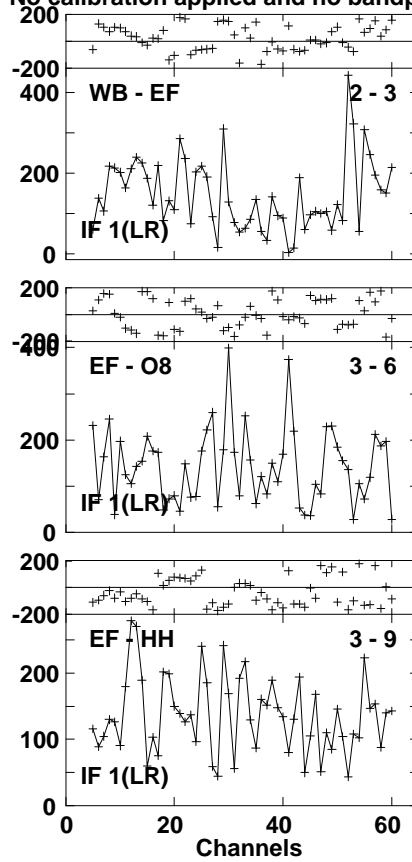 No calibration applied and no bandp
200
-200
400
WB - EF 2 - 3
200
IF 1(LR)
0
200
-200
400
EF - O8 3 - 6
200
IF 1(LR)
0
200
-200
EF - HH 3 - 9
200
100
IF 1(LR)
0
0 20 40 60
Channels